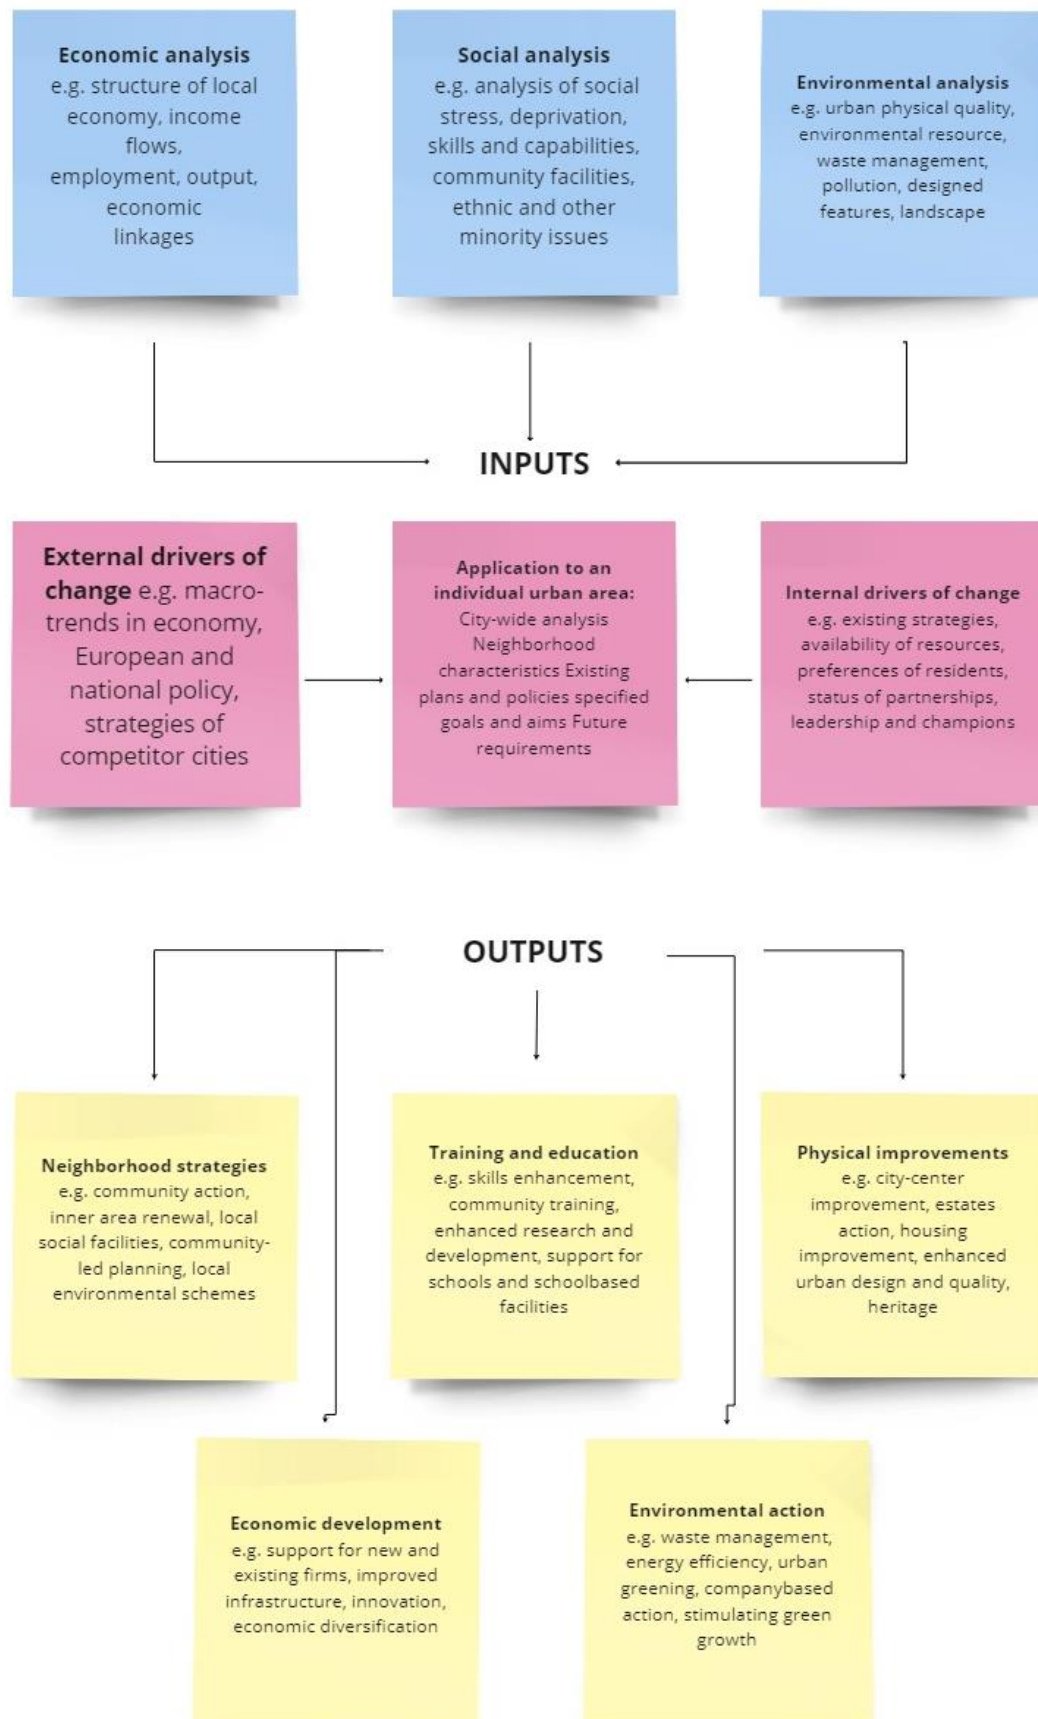 Economic analysis
e.g. structure of local
economy, income
flows,
employment, output,
economic
linkages
Social analysis
e.g. analysis of social
stress, deprivation,
skills and capabilities,
community facilities,
ethnic and other
minority issues
Environmental analysis
e.g. urban physical quality,
environmental resource,
waste management,
pollution, designed
features, landscape
INPUTS
External drivers of
change e.g. macro-
trends in economy,
European and
national policy,
strategies of
competitor cities
Application to an
individual urban area:
City-wide analysis
Neighborhood
characteristics Existing
plans and policies specified
goals and aims Future
requirements
Internal drivers of change
e.g. existing strategies,
availability of resources,
preferences of residents,
status of partnerships,
leadership and champions
OUTPUTS
Neighborhood strategies
e.g. community action,
inner area renewal, local
social facilities, community-
led planning, local
environmental schemes
Training and education
e.g. skills enhancement,
community training,
enhanced research and
development, support for
schools and schoolbased
facilities
Physical improvements
e.g. city-center
improvement, estates
action, housing
improvement, enhanced
urban design and quality,
heritage
Economic development
e.g. support for new and
existing firms, improved
infrastructure, innovation,
economic diversification
Environmental action
e.g. waste management,
energy efficiency, urban
greening, companybased
action, stimulating green
growth